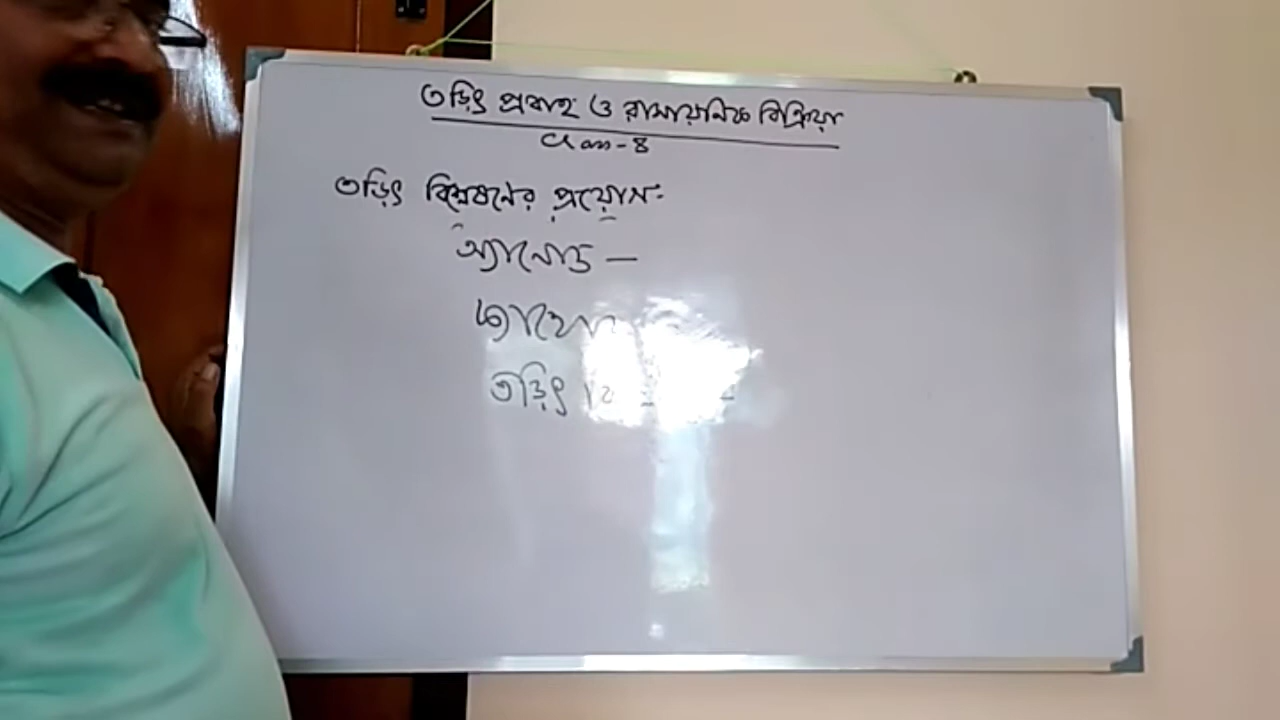 তড়িৎ প্রবাহ ও রাসায়নিক বিক্রিয়া
Class-8
তড়িৎ বিশ্লেষণের প্রয়োগ:
অ্যানোড —
তড়িৎ